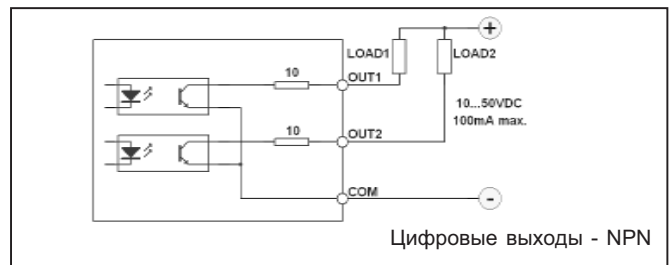 +
LOAD1 LOAD2
10 OUT1
10...50VDC
100mA max.
10 OUT2
COM -
Цифровые выходы - NPN